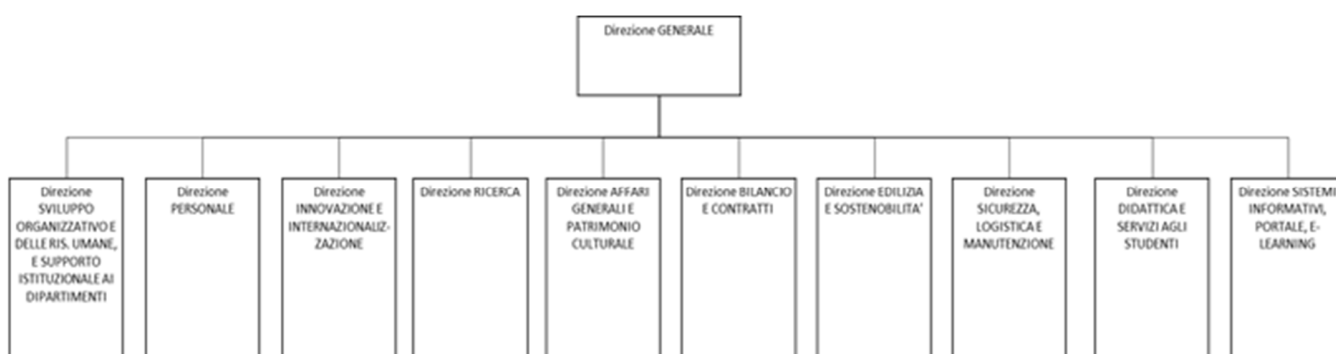 Direzione GENERALE
Direzione
SVILUPPO
ORGANIZZATIVO E
DELLE RIS. UMANE,
E SUPPORTO
ISTITUZIONALE AI
DIPARTIMENTI
Direzione
PERSONALE
Direzione
INNOVAZIONE E
INTERNAZIONALIZ-
ZAZIONE
Direzione RICERCA
Direzione AFFARI
GENERALI E
PATRIMONIO
CULTURALE
Direzione BILANCIO
E CONTRATTI
Direzione EDILIZIA
E SOSTENOBILITA'
Direzione
SICUREZZA,
LOGISTICA E
MANUTENZIONE
Direzione
DIDATTICA E
SERVIZI AGLI
STUDENTI
Direzione SISTEMI
INFORMATIVI,
PORTALE, E-
LEARNING